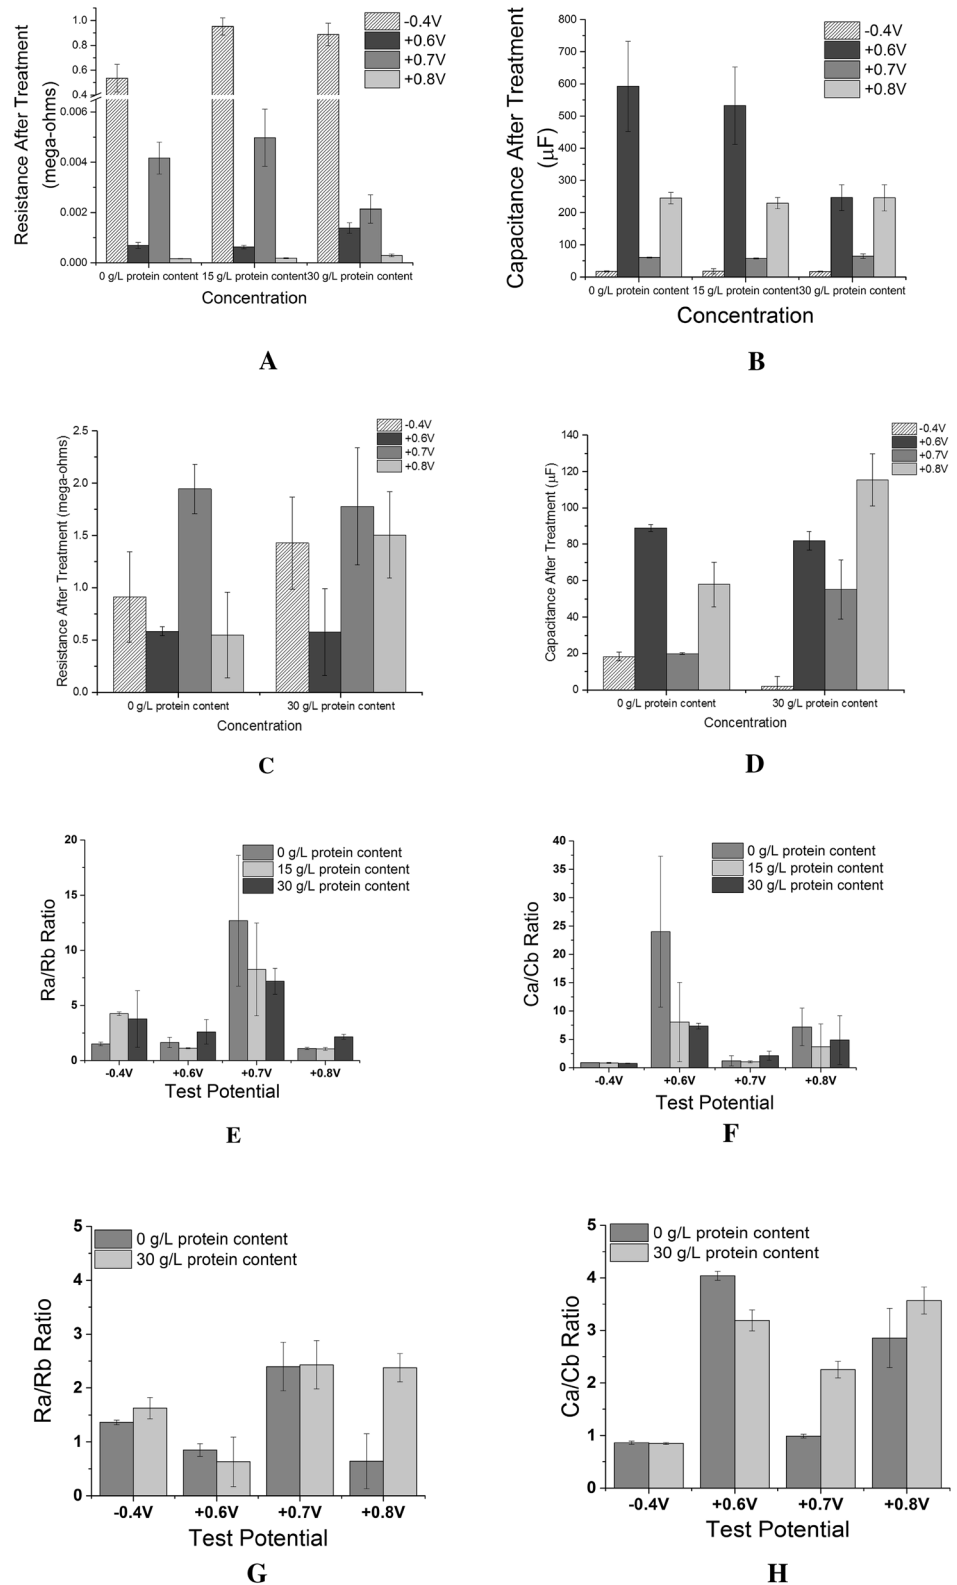 Resistance After Treatment
(mega-ohms)
1.0
0.8
0.6
0.4
0.006
0.004
0.002
0.000
-0.4V
+0.6V
+0.7V
+0.8V
0 g/L protein content 15 g/L protein content 30 g/L protein content
Concentration
A
Capacitance After Treatment
(µF)
800
700
600
500
400
300
200
100
0
-0.4V
+0.6V
+0.7V
+0.8V
0 g/L protein content 15 g/L protein content 30 g/L protein content
Concentration
B
Resistance After Treatment (mega-ohms)
2.5
2.0
1.5
1.0
0.5
0.0
-0.4V
+0.6V
+0.7V
+0.8V
0 g/L protein content 30 g/L protein content
Concentration
C
Capacitance After Treatment (µF)
140
120
100
80
60
40
20
0
-0.4V
+0.6V
+0.7V
+0.8V
0 g/L protein content 30 g/L protein content
Concentration
D
Ra/Rb Ratio
20
15
10
5
0
0 g/L protein content
15 g/L protein content
30 g/L protein content
-0.4V +0.6V +0.7V +0.8V
Test Potential
E
Ca/Cb Ratio
40
35
30
25
20
15
10
5
0
0 g/L protein content
15 g/L protein content
30 g/L protein content
-0.4V +0.6V +0.7V +0.8V
Test Potential
F
Ra/Rb Ratio
5
4
3
2
1
0
0 g/L protein content
30 g/L protein content
-0.4V +0.6V +0.7V +0.8V
Test Potential
G
Ca/Cb Ratio
5
4
3
2
1
0
0 g/L protein content
30 g/L protein content
-0.4V +0.6V +0.7V +0.8V
Test Potential
H